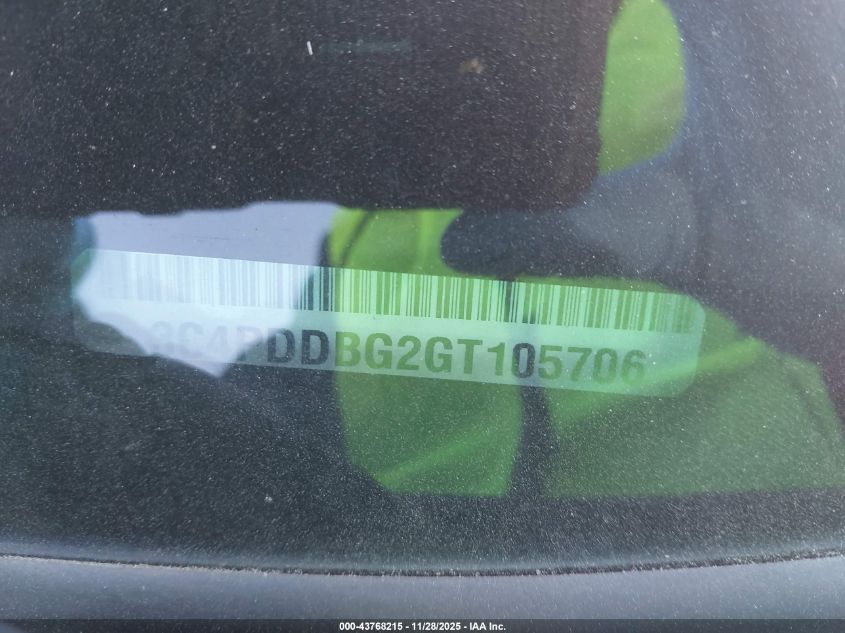 3C4PDDBG2GT105706
000-43768215 - 11/28/2025 - IAA Inc.